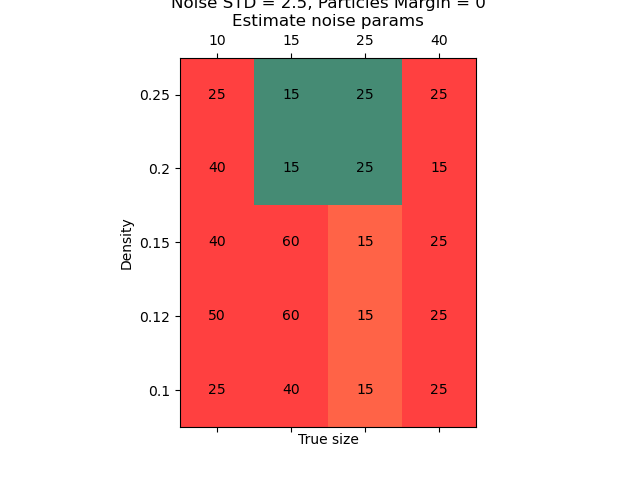 Noise STD = 2.5, Particles Margin = 0
Estimate noise params
10 15 25 40
0.25 25 15 25 25
0.2 40 15 25 15
0.15 40 60 15 25
Density
0.12 50 60 15 25
0.1 25 40 15 25
True size